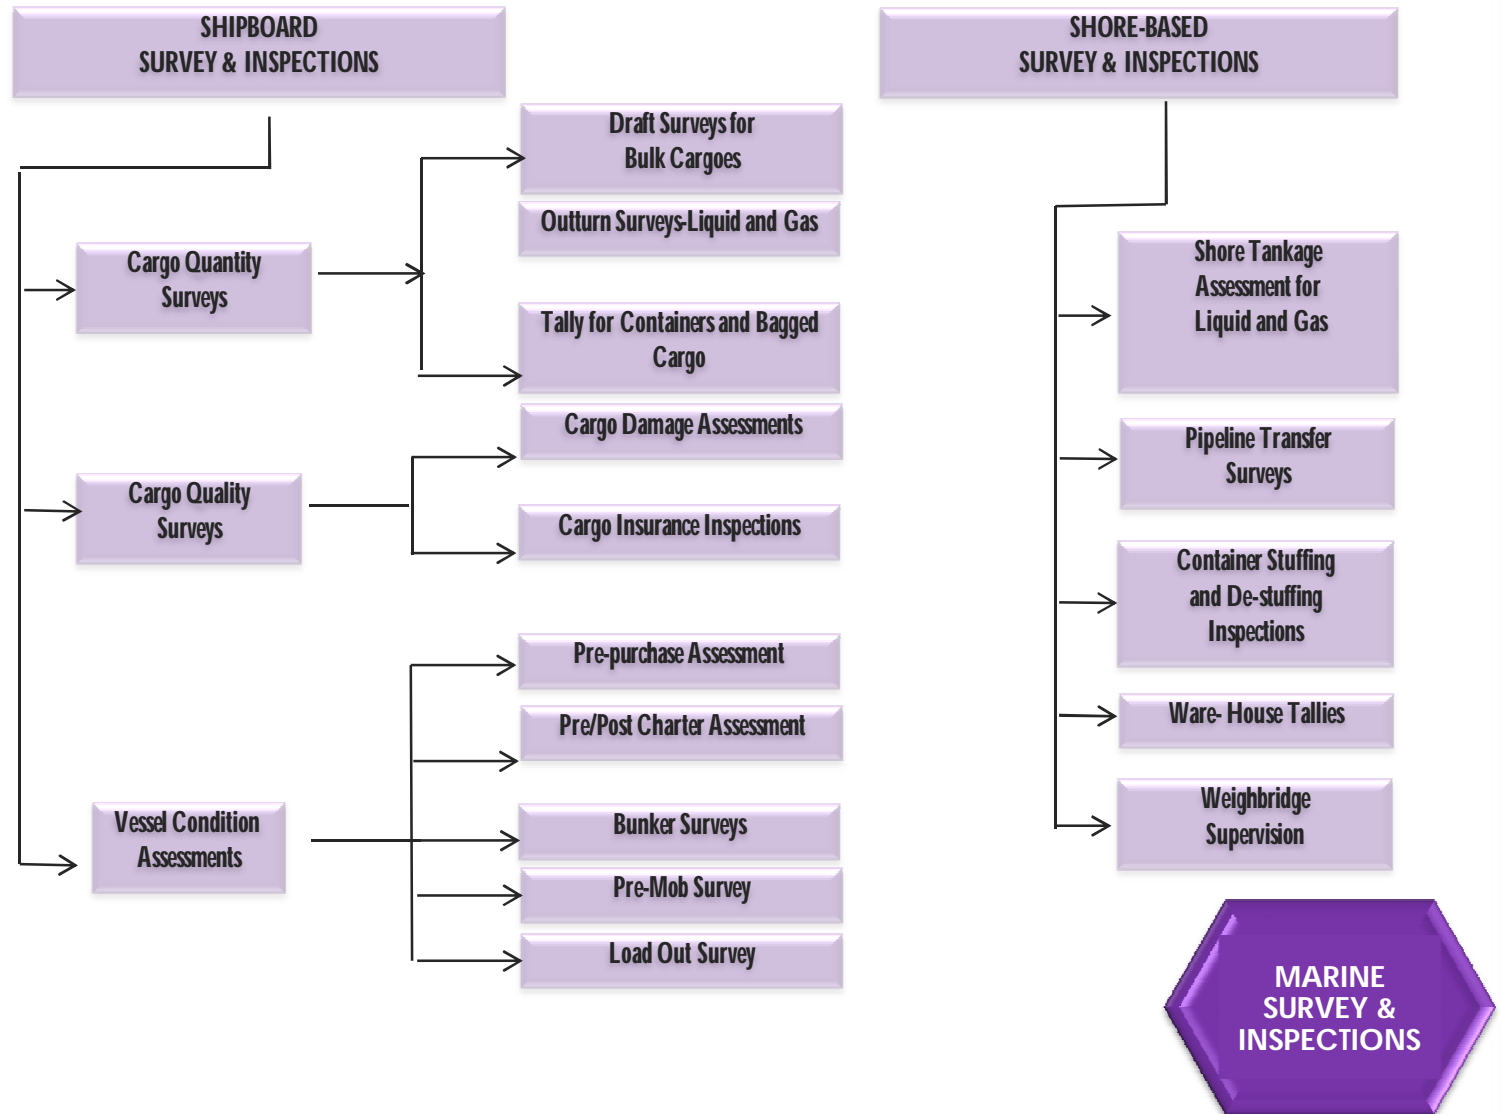 SHIPBOARD
SURVEY & INSPECTIONS
Draft Surveys for
Bulk Cargoes
Outturn Surveys-Liquid and Gas
Cargo Quantity
Surveys
Tally for Containers and Bagged
Cargo
Cargo Damage Assessments
Cargo Quality
Surveys
Cargo Insurance Inspections
Pre-purchase Assessment
Pre/Post Charter Assessment
Vessel Condition
Assessments
Bunker Surveys
Pre-Mob Survey
Load Out Survey
SHORE-BASED
SURVEY & INSPECTIONS
Shore Tankage
Assessment for
Liquid and Gas
Pipeline Transfer
Surveys
Container Stuffing
and De-stuffing
Inspections
Ware- House Tallies
Weighbridge
Supervision
MARINE
SURVEY &
INSPECTIONS